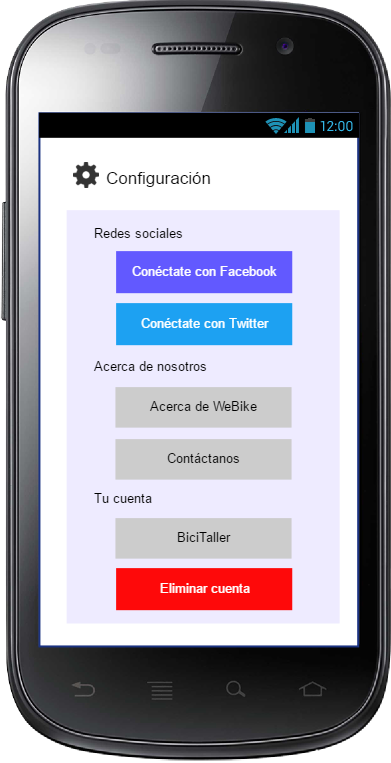 12:00
Configuración
Redes sociales
Conéctate con Facebook
Conéctate con Twitter
Acerca de nosotros
Acerca de WeBike
Contáctanos
Tu cuenta
BiciTaller
Eliminar cuenta